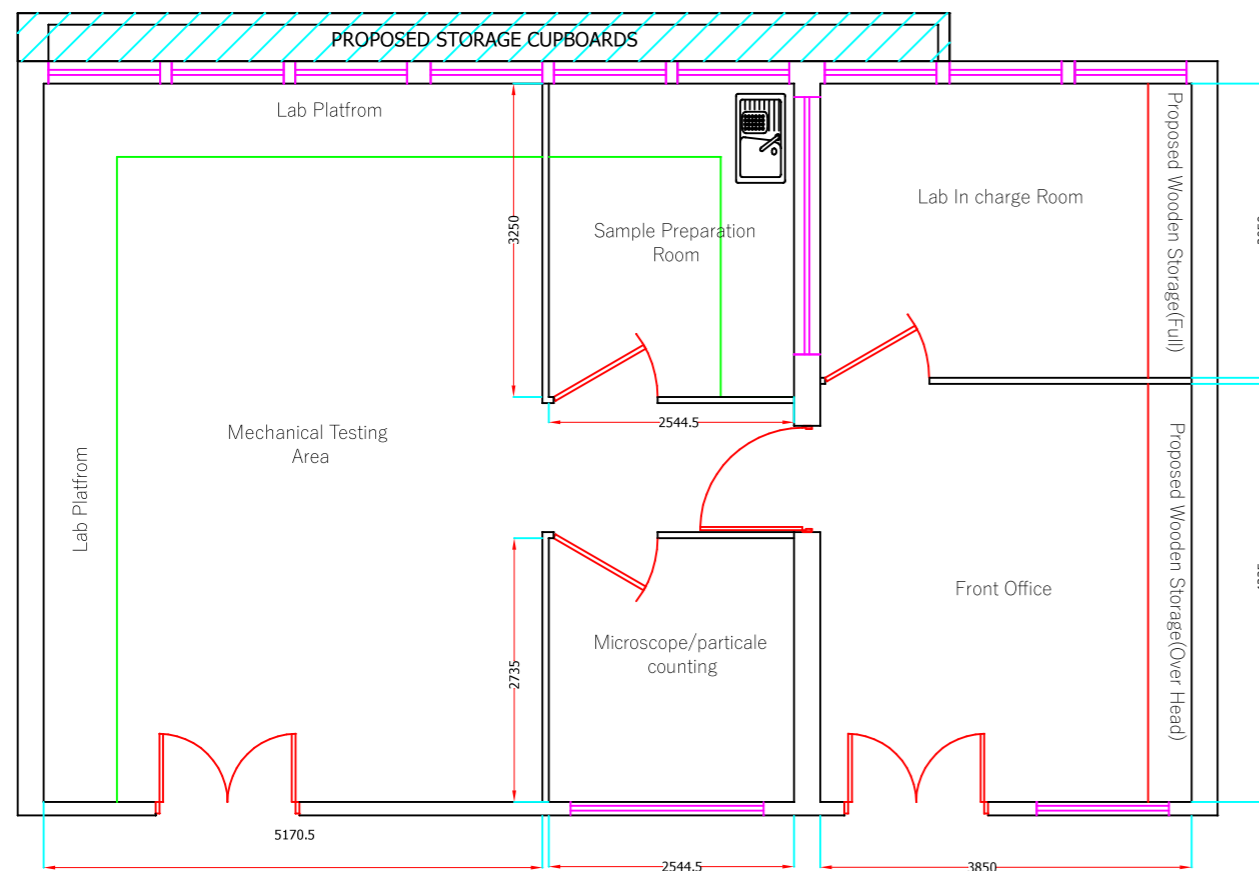 PROPOSED STORAGE CUPBOARDS
Lab Platfrom
Proposed Wooden Storage(Full)
Lab In charge Room
3250
Sample Preparation
Room
2544.5
Mechanical Testing
Area
Lab Platfrom
Proposed Wooden Storage(Over Head)
Front Office
Microscope/particale
counting
2735
5170.5
2544.5
3850